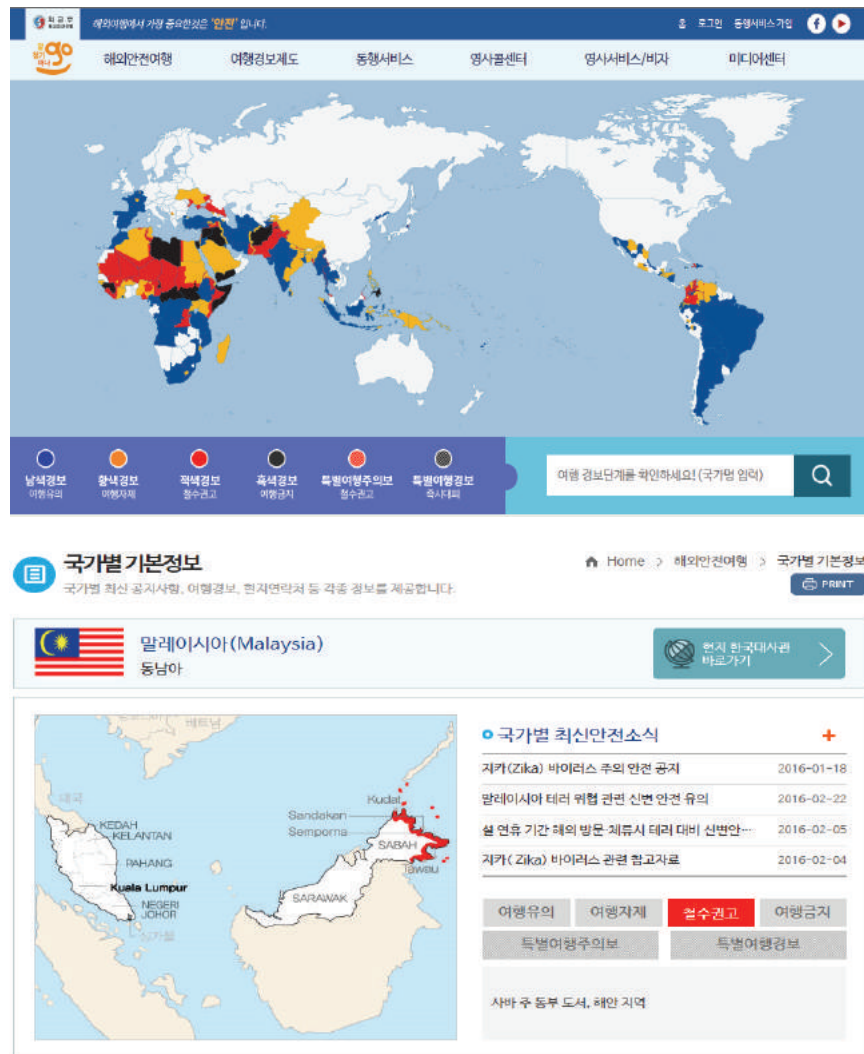 외교부
해외여행에서 가장 중요한것은 '안전' 입니다.
홈 로그인 동행서비스가입
go
해외안전여행 여행경보제도 동행서비스 영사콜센터 영사서비스/비자 미디어센터
남색경보 황색경보 적색경보 흑색경보 특별여행주의보 특별여행경보
여행유의 여행자제 철수권고 여행금지 철수권고 즉시대피
여행 경보단계를 확인하세요! (국가명 입력)
국가별 기본정보
Home > 해외안전여행 > 국가별 기본정보
국가별 최신 공지사항, 여행경보, 현지연락처 등 각종 정보를 제공합니다.
PRINT
말레이시아(Malaysia)
동남아
현지 한국대사관
바로가기
베트남
태국
KEDAH
KELANTAN
PAHANG
Kuala Lumpur
NEGERI
JOHOR
싱가폴
Kudat
Sandakan
Semporna
SABAH
Tawau
SARAWAK
국가별 최신안전소식 +
지카(Zika) 바이러스 주의 안전 공지 2016-01-18
말레이시아 테러 위협 관련 신변 안전 유의 2016-02-22
설 연휴 기간 해외 방문·체류시 테러 대비 신변안… 2016-02-05
지카( Zika) 바이러스 관련 참고자료 2016-02-04
여행유의 여행자제 철수권고 여행금지
특별여행주의보 특별여행경보
사바 주 동부 도서, 해안 지역